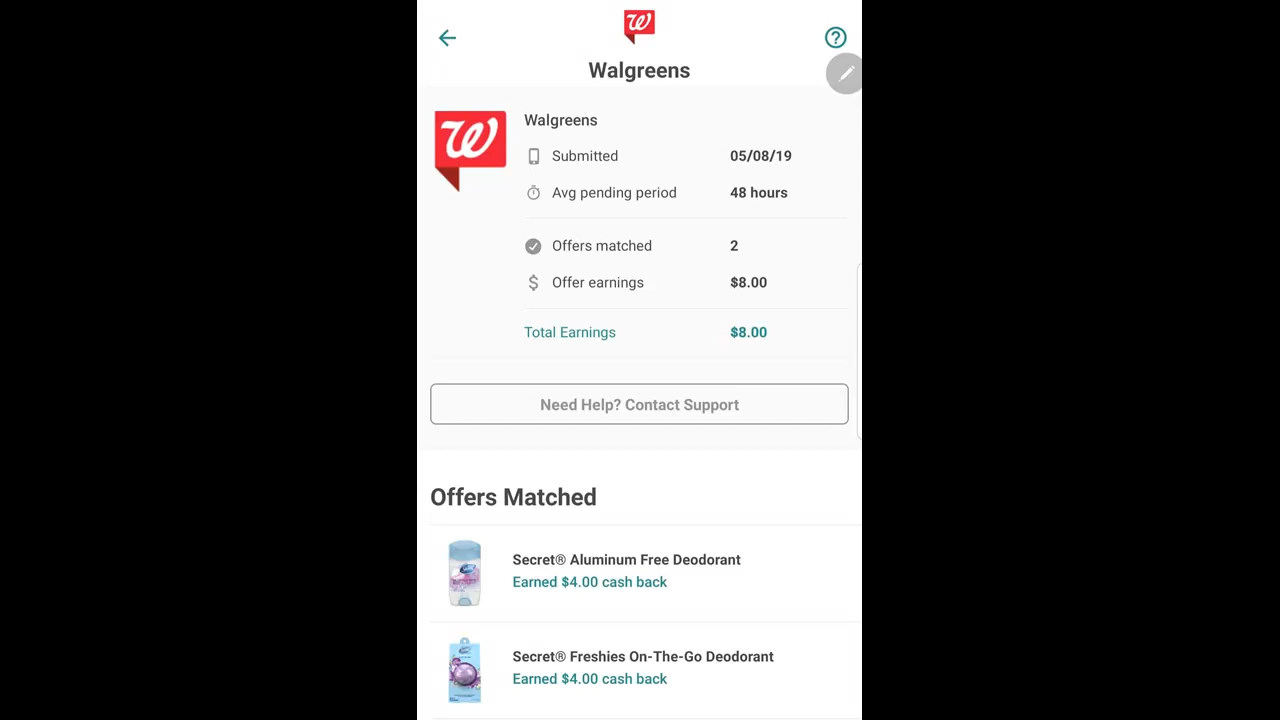 Walgreens
Walgreens
Submitted 05/08/19
Avg pending period 48 hours
Offers matched 2
Offer earnings $8.00
Total Earnings $8.00
Need Help? Contact Support
Offers Matched
Secret® Aluminum Free Deodorant
Earned $4.00 cash back
Secret® Freshies On-The-Go Deodorant
Earned $4.00 cash back